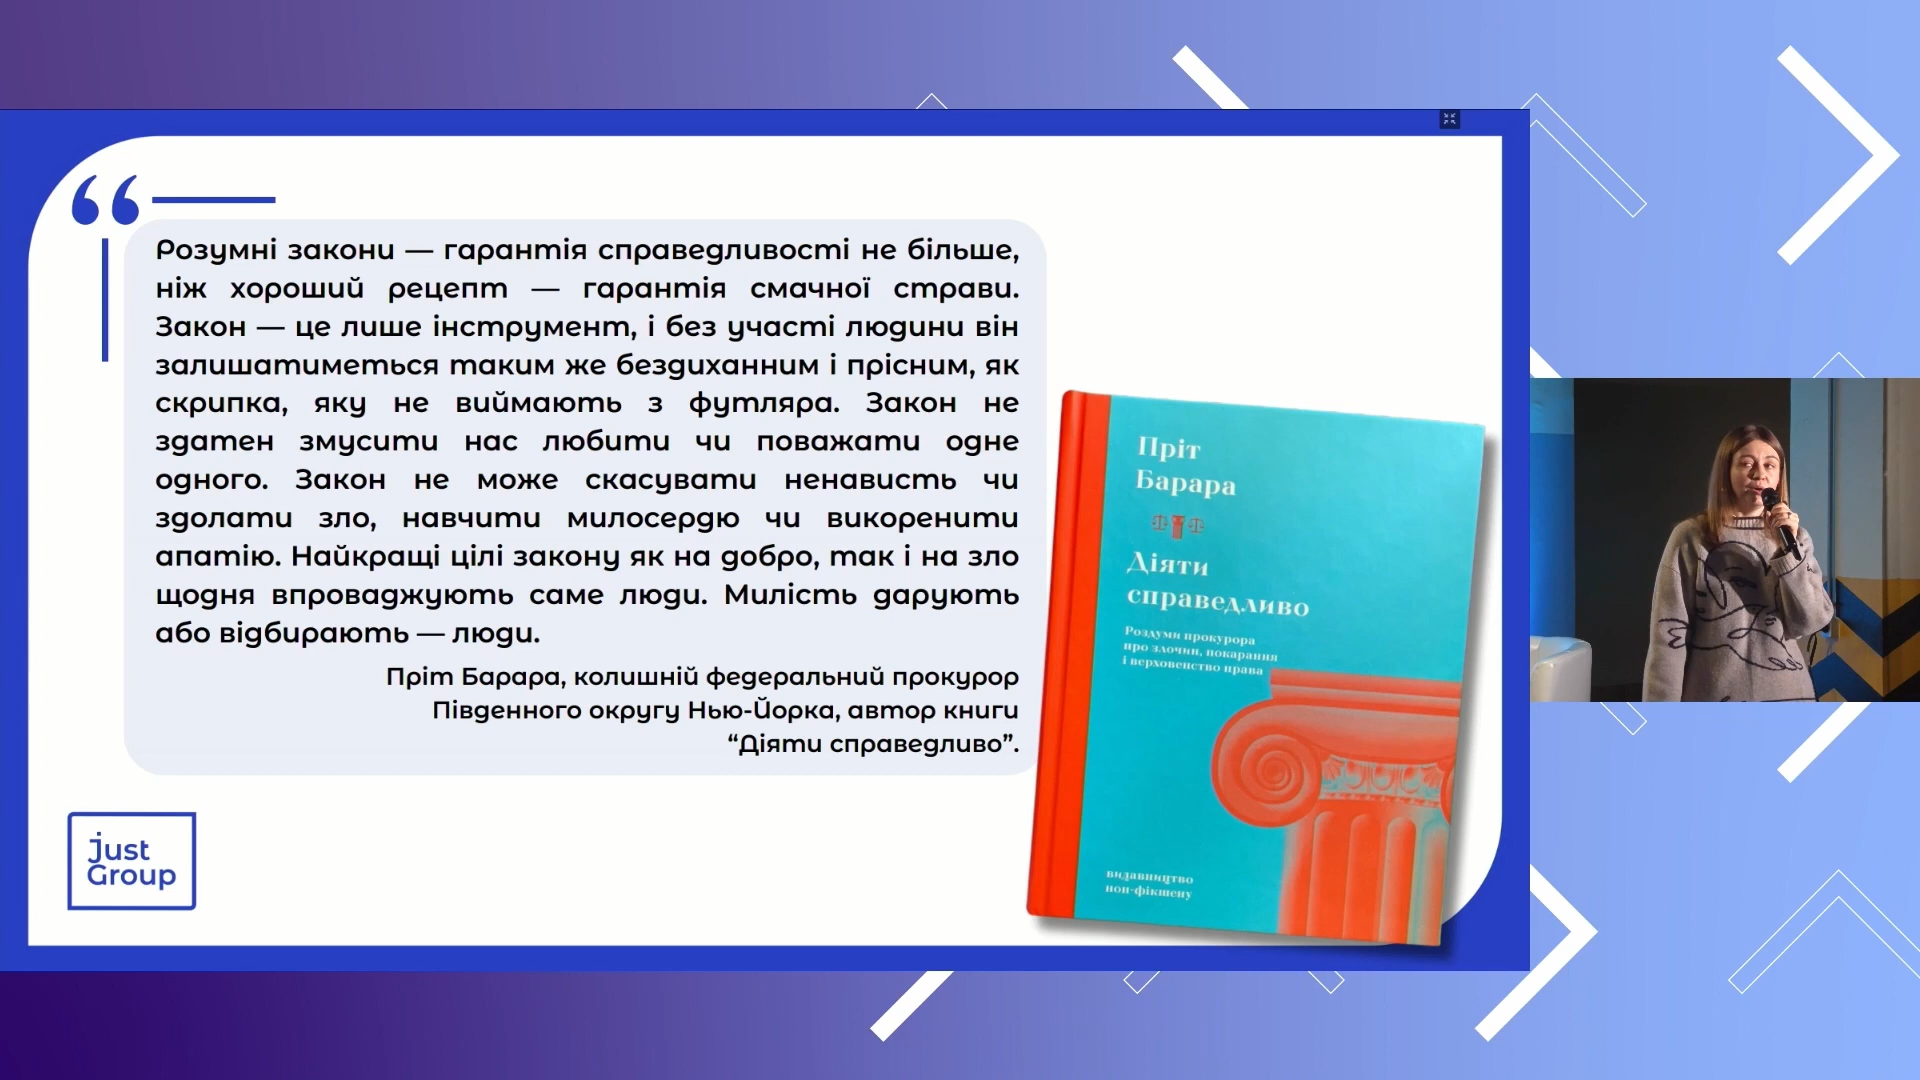 Розумні закони — гарантія справедливості не більше,
ніж хороший рецепт — гарантія смачної страви.
Закон — це лише інструмент, і без участі людини він
залишатиметься таким же бездиханним і прісним, як
скрипка, яку не виймають з футляра. Закон не
здатен змусити нас любити чи поважати одне
одного. Закон не може скасувати ненависть чи
здолати зло, навчити милосердю чи викоренити
апатію. Найкращі цілі закону як на добро, так і на зло
щодня впроваджують саме люди. Милість дарують
або відбирають — люди.
Пріт Барара, колишній федеральний прокурор
Південного округу Нью-Йорка, автор книги
“Діяти справедливо”.
Пріт
Барара
Діяти
справедливо
Роздуми прокурора
про злочин, покарання
і верховенство права
видавництво
нон-фікшену
just
Group